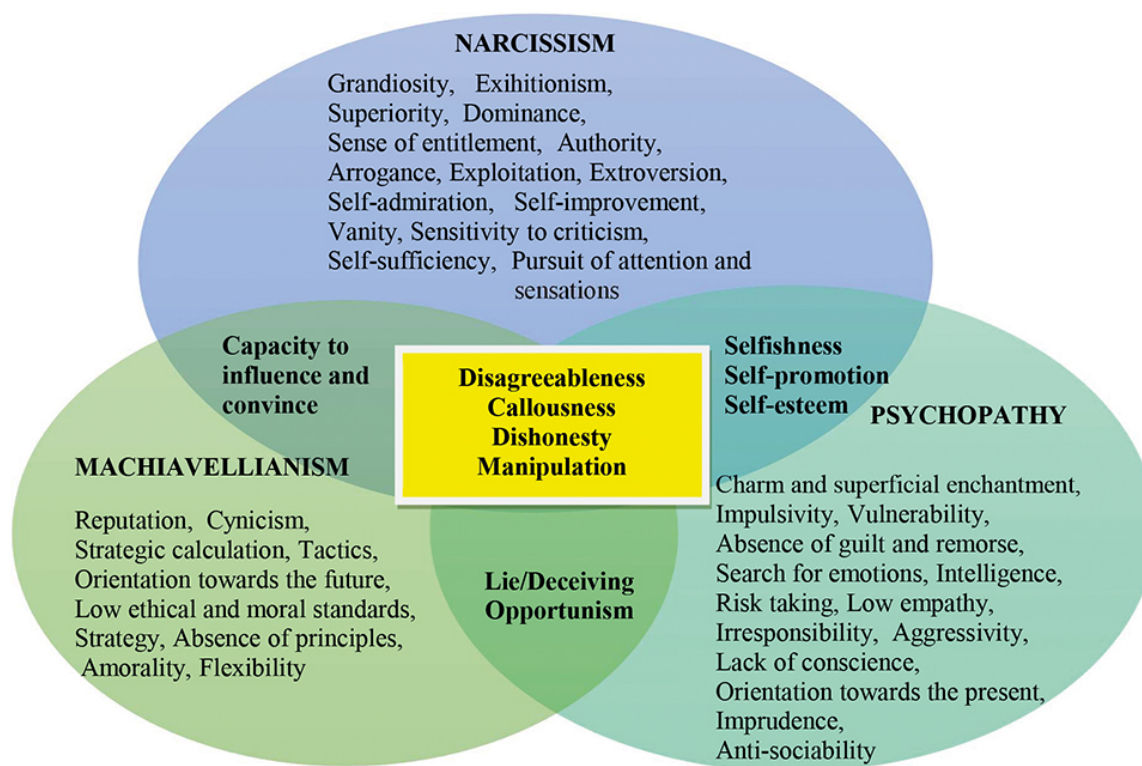 NARCISSISM
Grandiosity, Exihitionism,
Superiority, Dominance,
Sense of entitlement, Authority,
Arrogance, Exploitation, Extroversion,
Self-admiration, Self-improvement,
Vanity, Sensitivity to criticism,
Self-sufficiency, Pursuit of attention and
sensations
Capacity to
influence and
convince
Disagreeableness
Callousness
Dishonesty
Manipulation
Selfishness
Self-promotion
Self-esteem
MACHIAVELLIANISM
Reputation, Cynicism,
Strategic calculation, Tactics,
Orientation towards the future,
Low ethical and moral standards,
Strategy, Absence of principles,
Amorality, Flexibility
Lie/Deceiving
Opportunism
PSYCHOPATHY
Charm and superficial enchantment,
Impulsivity, Vulnerability,
Absence of guilt and remorse,
Search for emotions, Intelligence,
Risk taking, Low empathy,
Irresponsibility, Aggressivity,
Lack of conscience,
Orientation towards the present,
Imprudence,
Anti-sociability